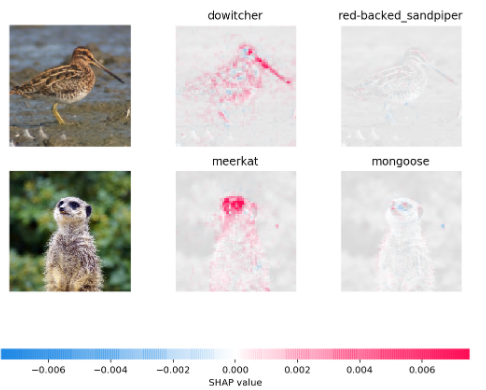 dowitcher
red-backed_sandpiper
meerkat
mongoose
−0.006 −0.004 −0.002 0.000 0.002 0.004 0.006
SHAP value